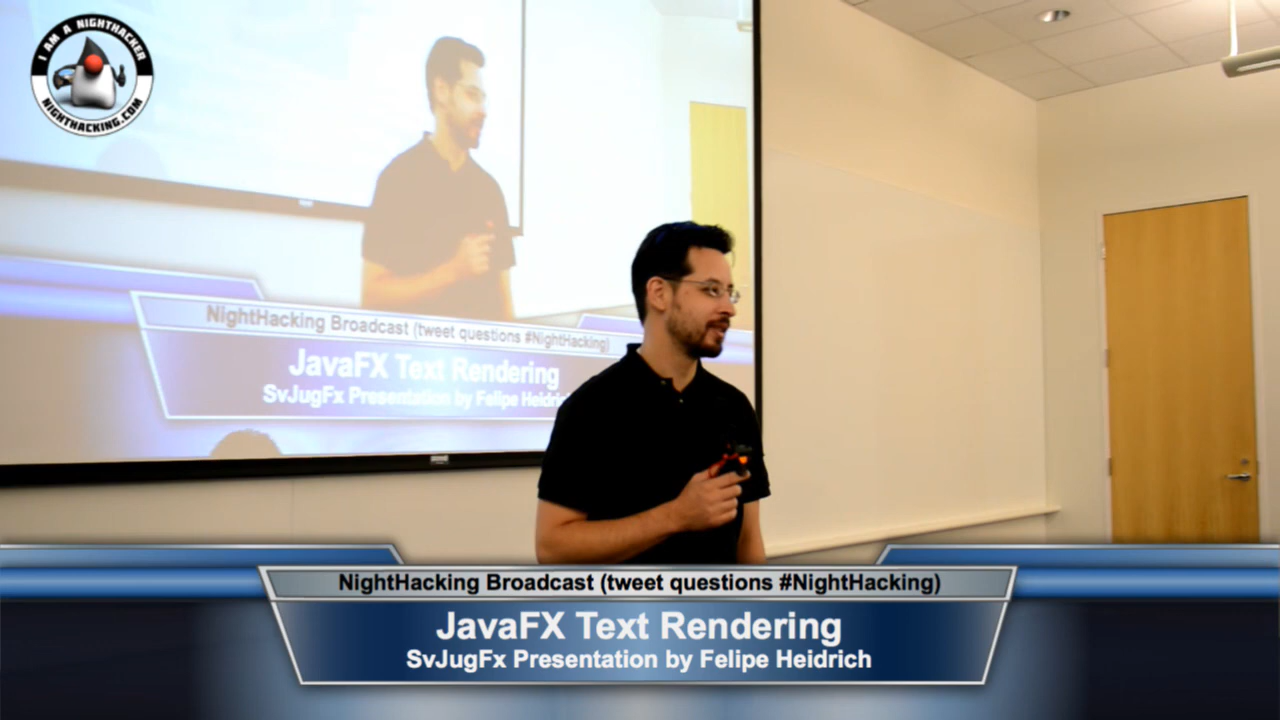 I AM A NIGHTHACKER
NIGHTHACKING.COM
NightHacking Broadcast (tweet questions #NightHacking)
JavaFX Text Rendering
SvJugFx Presentation by Felipe Heidric
NightHacking Broadcast (tweet questions #NightHacking)
JavaFX Text Rendering
SvJugFx Presentation by Felipe Heidrich